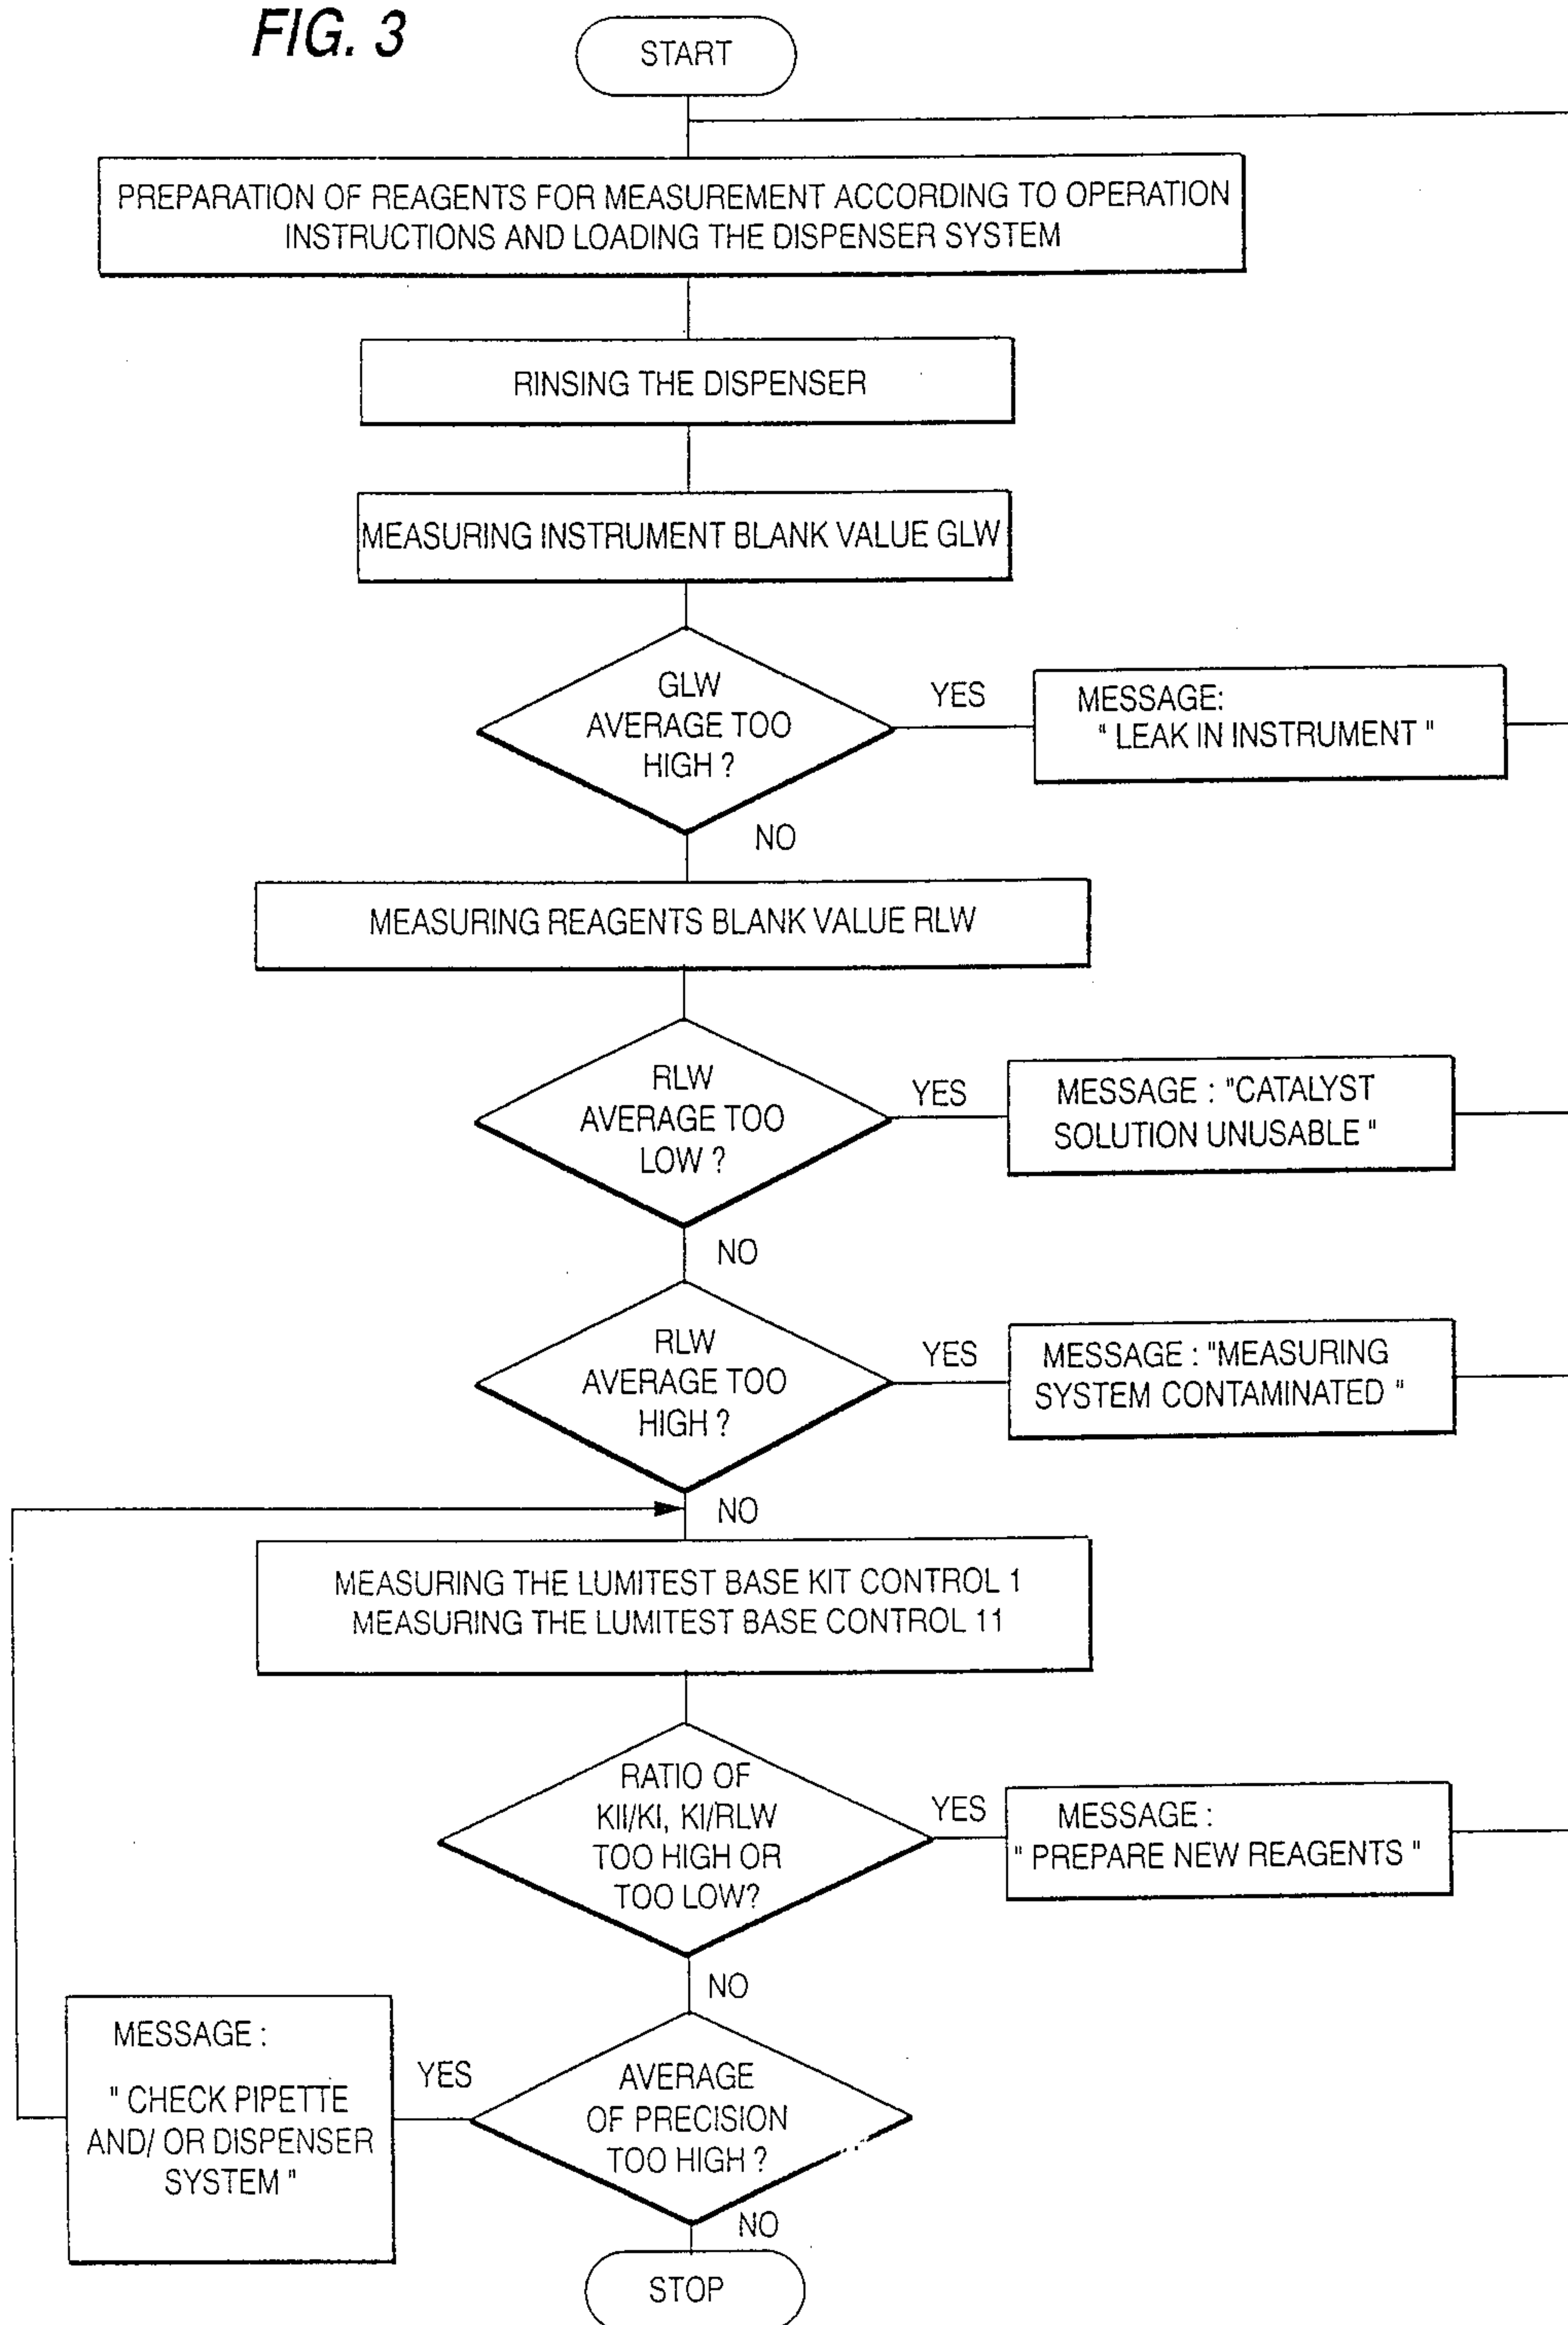 FIG. 3
START
PREPARATION OF REAGENTS FOR MEASUREMENT ACCORDING TO OPERATION
INSTRUCTIONS AND LOADING THE DISPENSER SYSTEM
RINSING THE DISPENSER
MEASURING INSTRUMENT BLANK VALUE GLW
GLW
AVERAGE TOO
HIGH ?
YES
MESSAGE:
" LEAK IN INSTRUMENT "
NO
MEASURING REAGENTS BLANK VALUE RLW
RLW
AVERAGE TOO
LOW ?
YES
MESSAGE : "CATALYST
SOLUTION UNUSABLE "
NO
RLW
AVERAGE TOO
HIGH ?
YES
MESSAGE : "MEASURING
SYSTEM CONTAMINATED "
NO
MEASURING THE LUMITEST BASE KIT CONTROL 1
MEASURING THE LUMITEST BASE CONTROL 11
RATIO OF
KII/KI, KI/RLW
TOO HIGH OR
TOO LOW?
YES
MESSAGE :
" PREPARE NEW REAGENTS "
NO
AVERAGE
OF PRECISION
TOO HIGH ?
YES
MESSAGE :
" CHECK PIPETTE
AND/ OR DISPENSER
SYSTEM "
NO
STOP